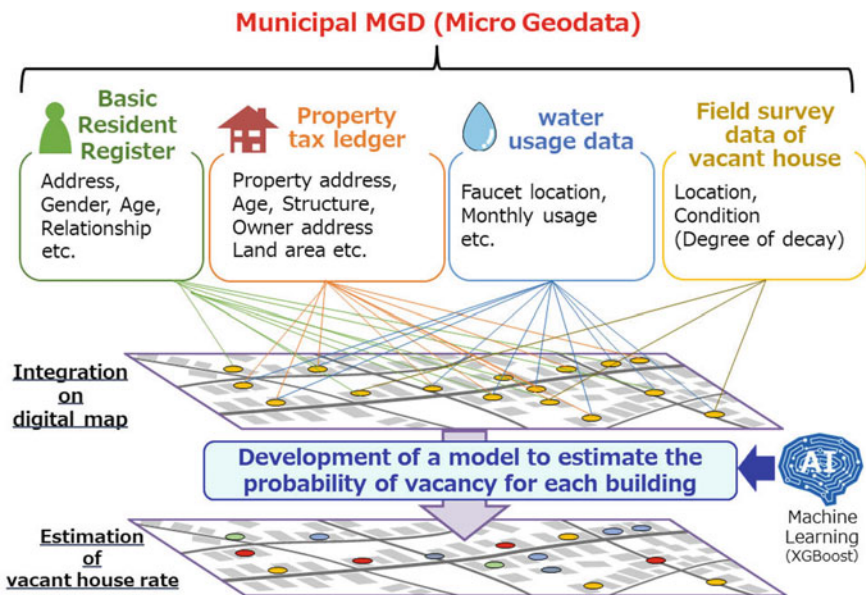 Municipal MGD (Micro Geodata)
Basic
Resident
Register
Address,
Gender, Age,
Relationship
etc.
Property
tax ledger
Property address,
Age, Structure,
Owner address
Land area etc.
water
usage data
Faucet location,
Monthly usage
etc.
Field survey
data of
vacant house
Location,
Condition
(Degree of decay)
Integration
on
digital map
Development of a model to estimate the
probability of vacancy for each building
AI
Machine
Learning
(XGBoost)
Estimation
of
vacant house rate